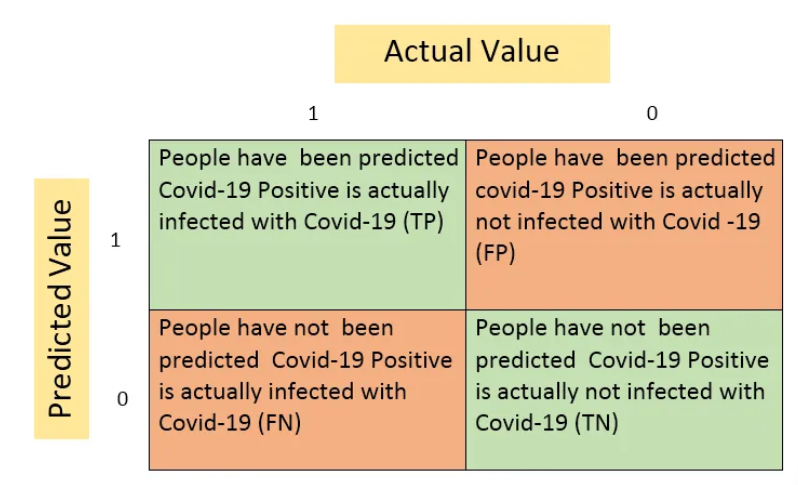 Actual Value
1
0
Predicted Value
1
People have been predicted
Covid-19 Positive is actually
infected with Covid-19 (TP)
People have been predicted
covid-19 Positive is actually
not infected with Covid -19
(FP)
0
People have not been
predicted Covid-19 Positive
is actually infected with
Covid-19 (FN)
People have not been
predicted Covid-19 Positive
is actually not infected with
Covid-19 (TN)